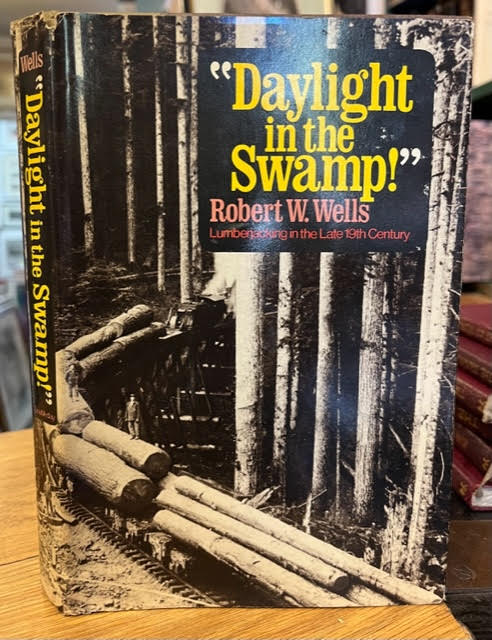 Wells
"Daylight in the Swamp!"
"Daylight
in the
Swamp!"
Robert W. Wells
Lumberjacking in the Late 19th Century